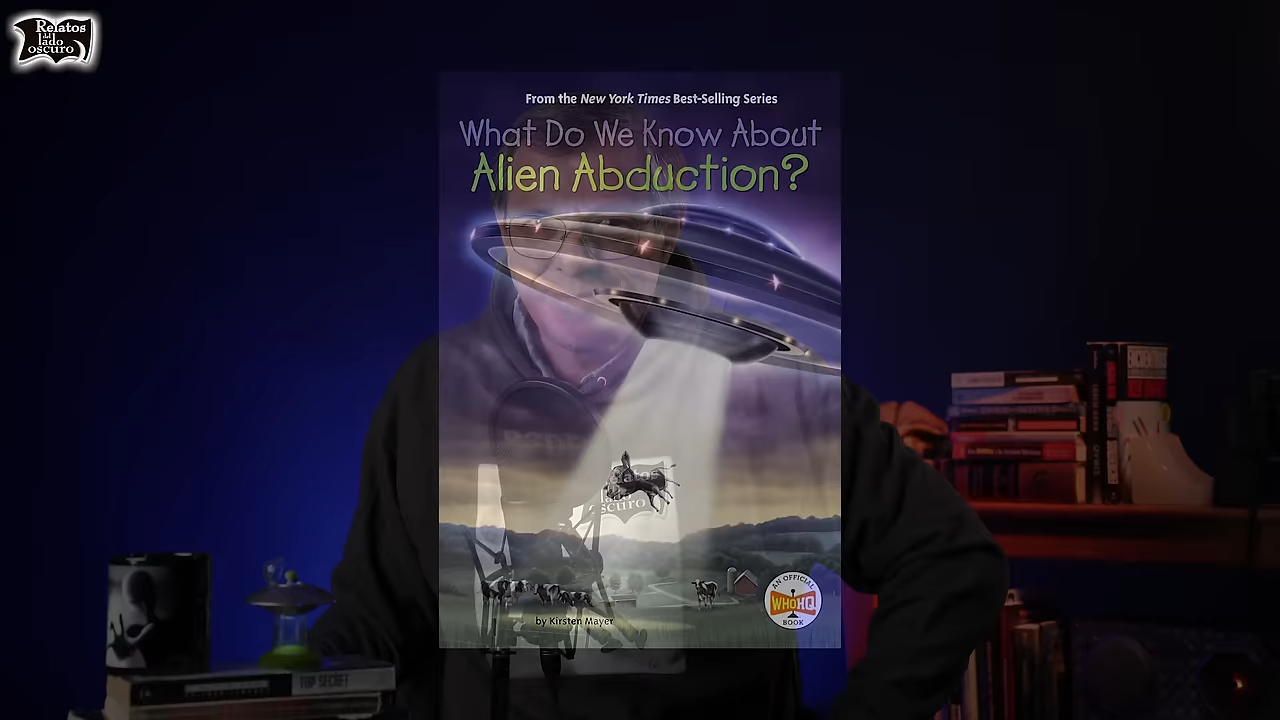 Relatos
del
lado
oscuro
From the New York Times Best-Selling Series
What Do We Know About
Alien Abduction?
AN OFFICIAL
WHOHQ
BOOK
by Kirsten Mayer
TOP SECRET